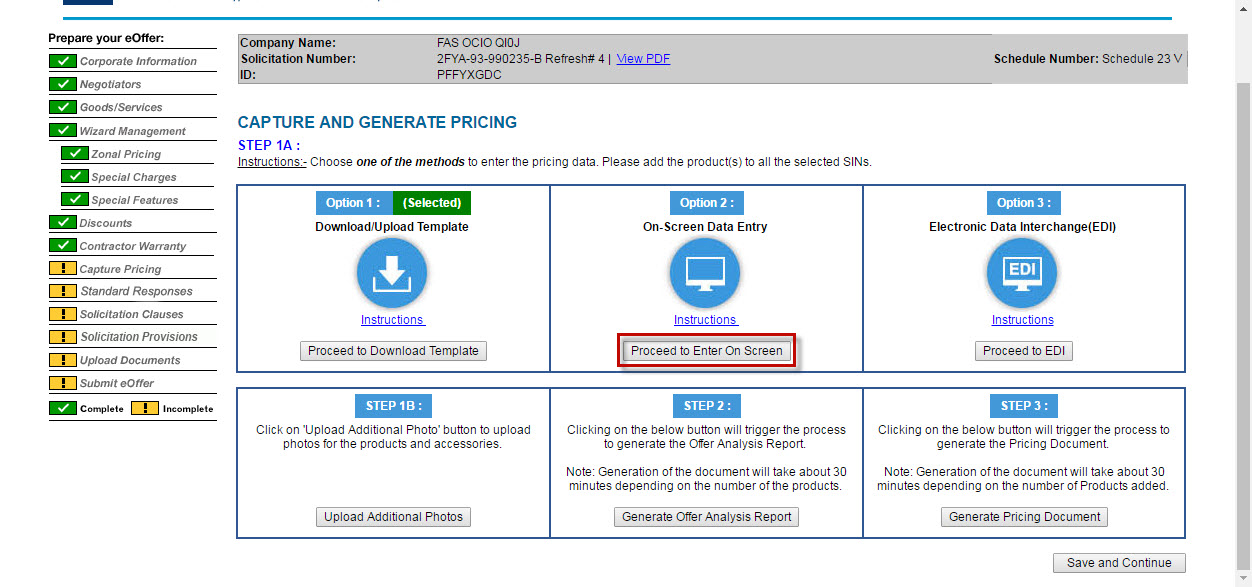 Prepare your eOffer:
Corporate Information
Negotiators
Goods/Services
Wizard Management
Zonal Pricing
Special Charges
Special Features
Discounts
Contractor Warranty
Capture Pricing
Standard Responses
Solicitation Clauses
Solicitation Provisions
Upload Documents
Submit eOffer
Complete Incomplete
Company Name: FAS OCIO QI0J
Solicitation Number: 2FYA-93-990235-B Refresh# 4 | View PDF Schedule Number: Schedule 23 V
ID: PFFYXGDC
CAPTURE AND GENERATE PRICING
STEP 1A :
Instructions:- Choose one of the methods to enter the pricing data. Please add the product(s) to all the selected SINs.
Option 1 : (Selected)
Download/Upload Template
Instructions
Proceed to Download Template
Option 2 :
On-Screen Data Entry
Instructions
Proceed to Enter On Screen
Option 3 :
Electronic Data Interchange(EDI)
EDI
Instructions
Proceed to EDI
STEP 1B :
Click on 'Upload Additional Photo' button to upload
photos for the products and accessories.
Upload Additional Photos
STEP 2 :
Clicking on the below button will trigger the process
to generate the Offer Analysis Report.
Note: Generation of the document will take about 30
minutes depending on the number of the products.
Generate Offer Analysis Report
STEP 3 :
Clicking on the below button will trigger the process to
generate the Pricing Document.
Note: Generation of the document will take about 30
minutes depending on the number of Products added.
Generate Pricing Document
Save and Continue